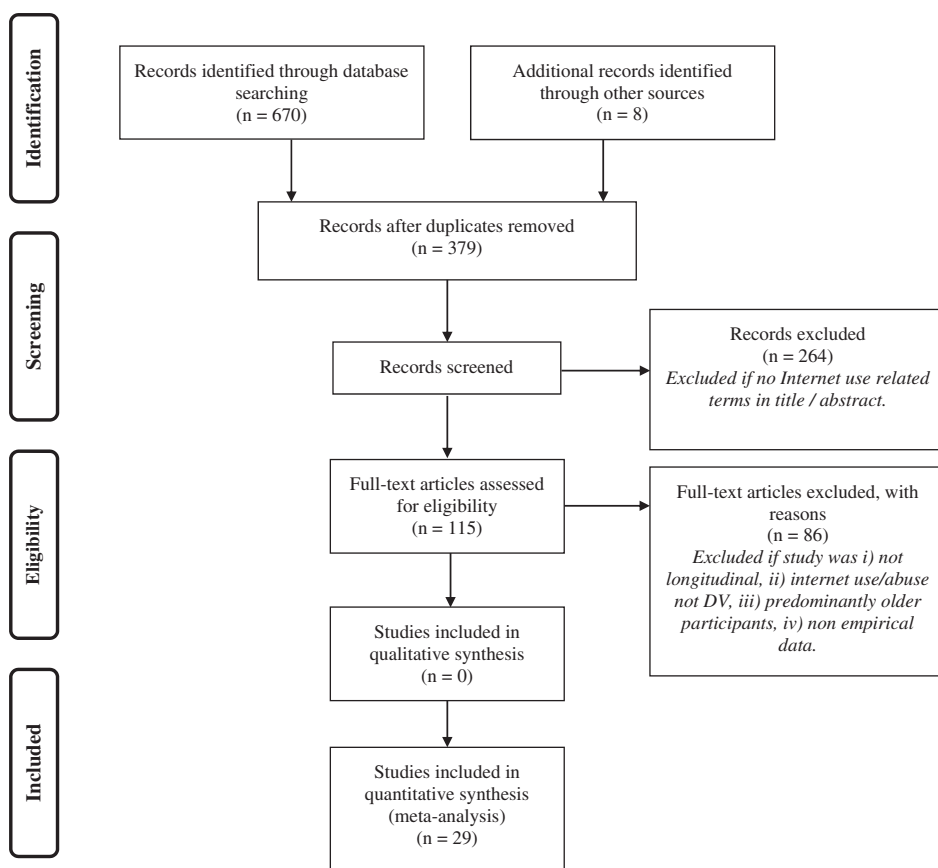 Identification
Records identified through database
searching
(n = 670)
Additional records identified
through other sources
(n = 8)
Records after duplicates removed
(n = 379)
Screening
Records screened
Records excluded
(n = 264)
Excluded if no Internet use related
terms in title / abstract.
Eligibility
Full-text articles assessed
for eligibility
(n = 115)
Full-text articles excluded, with
reasons
(n = 86)
Excluded if study was i) not
longitudinal, ii) internet use/abuse
not DV, iii) predominantly older
participants, iv) non empirical
data.
Studies included in
qualitative synthesis
(n = 0)
Included
Studies included in
quantitative synthesis
(meta-analysis)
(n = 29)